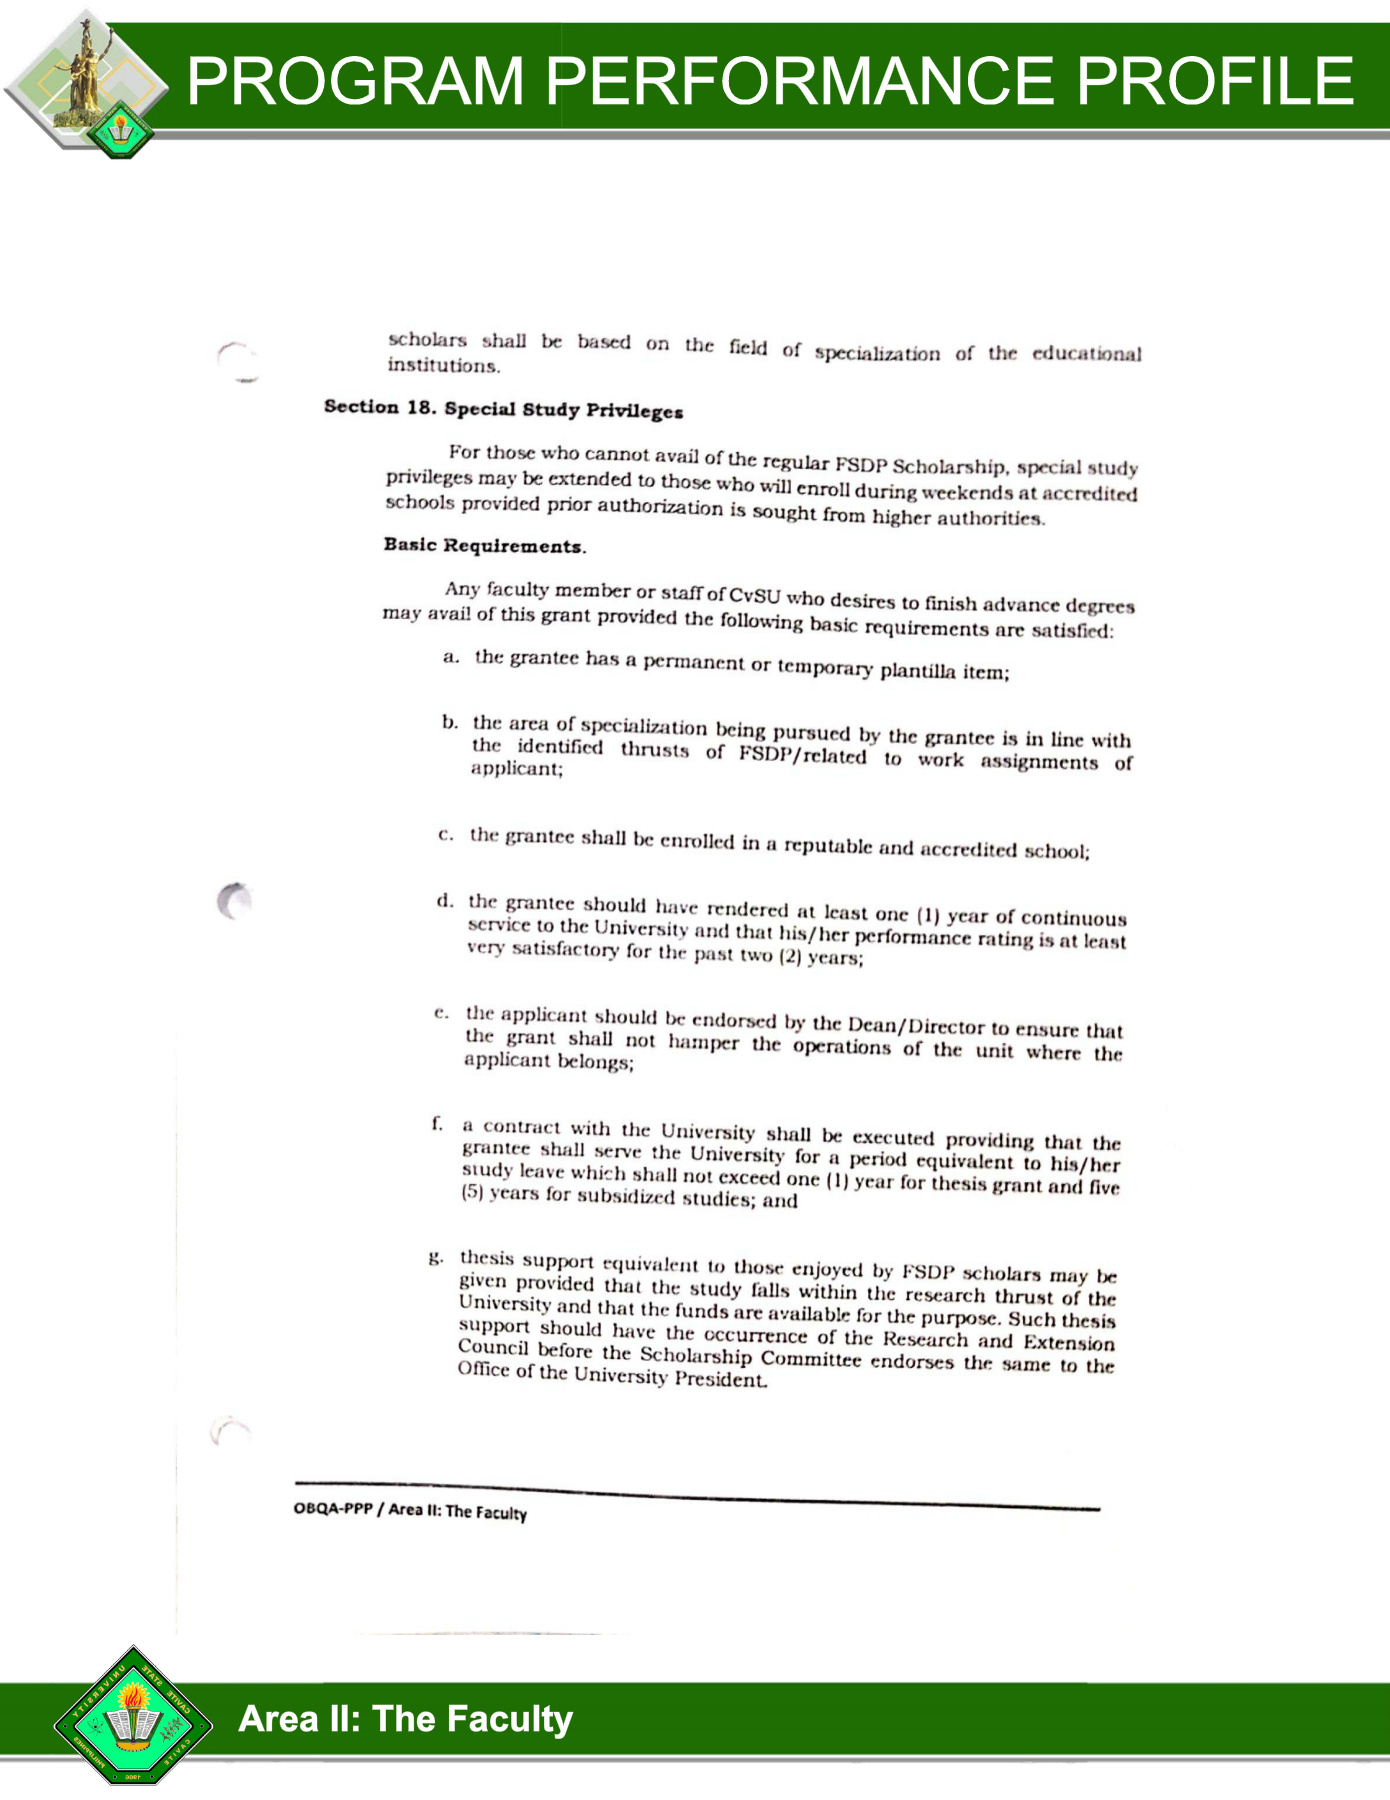 PROGRAM PERFORMANCE PROFILE
scholars shall be based on the field of specialization of the educational
institutions.
Section 18. Special Study Privileges
For those who cannot avail of the regular FSDP Scholarship, special study
privileges may be extended to those who will enroll during weekends at accredited
schools provided prior authorization is sought from higher authorities.
Basic Requirements.
Any faculty member or staff of CvSU who desires to finish advance degrees
may avail of this grant provided the following basic requirements are satisfied:
a. the grantee has a permanent or temporary plantilla item;
b. the area of specialization being pursued by the grantee is in line with
the identified thrusts of FSDP/related to work assignments of
applicant;
c. the grantee shall be enrolled in a reputable and accredited school;
d. the grantee should have rendered at least one (1) year of continuous
service to the University and that his/her performance rating is at least
very satisfactory for the past two (2) years;
e. the applicant should be endorsed by the Dean/Director to ensure that
the grant shall not hamper the operations of the unit where the
applicant belongs;
f. a contract with the University shall be executed providing that the
grantee shall serve the University for a period equivalent to his/her
study leave which shall not exceed one (1) year for thesis grant and five
(5) years for subsidized studies; and
g. thesis support equivalent to those enjoyed by FSDP scholars may be
given provided that the study falls within the research thrust of the
University and that the funds are available for the purpose. Such thesis
support should have the occurrence of the Research and Extension
Council before the Scholarship Committee endorses the same to the
Office of the University President.
OBQA-PPP / Area II: The Faculty
CAVITE STATE UNIVERSITY
CAVITE 1906 PHILIPPINES
Area II: The Faculty